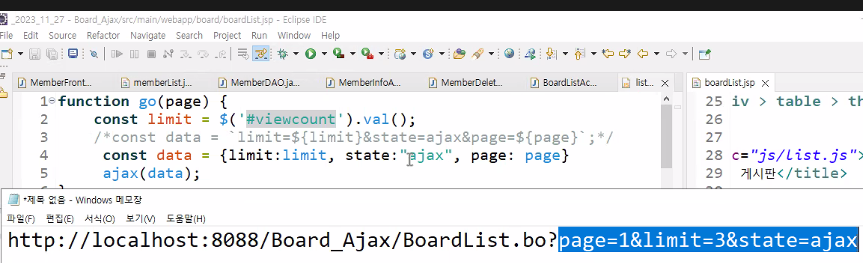 _2023_11_27 - Board_Ajax/src/main/webapp/board/boardList.jsp - Eclipse IDE
File Edit Source Refactor Navigate Search Project Run Window Help
MemberFront... memberList.j... MemberDAO.ja... MemberInfoA... MemberDelet... BoardListAc... list... boardList.jsp
1 function go(page) {
2 const limit = $('#viewcount').val();
3 /*const data = `limit=${limit}&state=ajax&page=${page}`;*/
4 const data = {limit:limit, state:"ajax", page: page}
5 ajax(data);
25 iv > table > th
26
27
28 c="js/list.js">
29 게시판</title>
30
*제목 없음 - Windows 메모장
파일(F) 편집(E) 서식(O) 보기(V) 도움말(H)
http://localhost:8088/Board_Ajax/BoardList.bo?page=1&limit=3&state=ajax